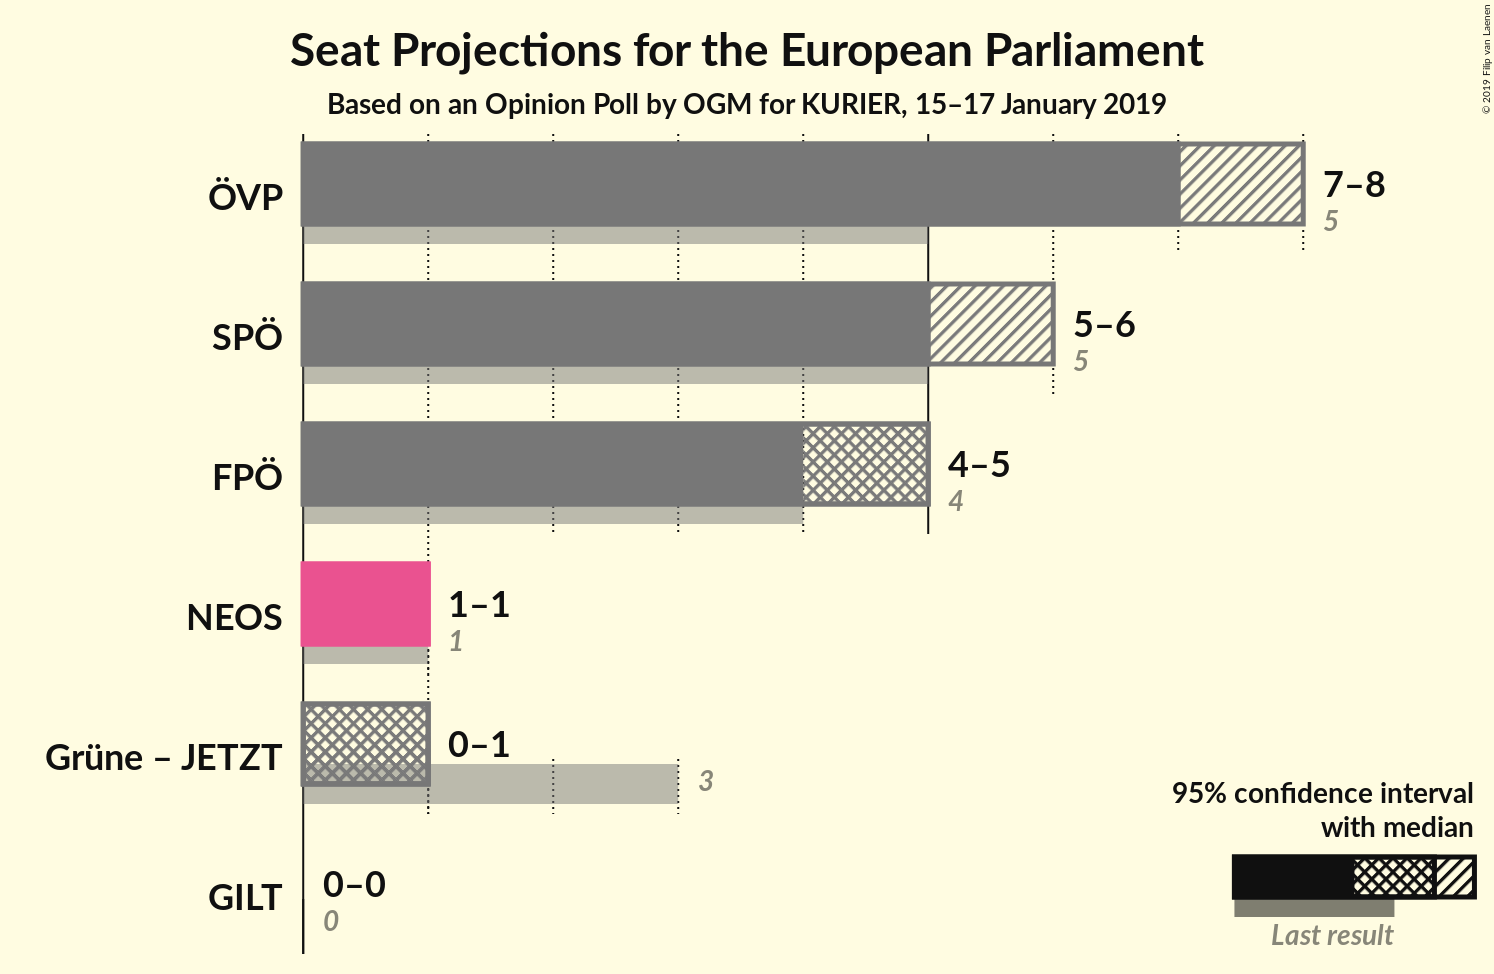 Seat Projections for the European Parliament
Based on an Opinion Poll by OGM for KURIER, 15–17 January 2019
© 2019 Filip van Laenen
ÖVP
7–8
5
SPÖ
5–6
5
FPÖ
4–5
4
NEOS
1–1
1
Grüne – JETZT
0–1
3
GILT
0–0
0
95% confidence interval
with median
Last result